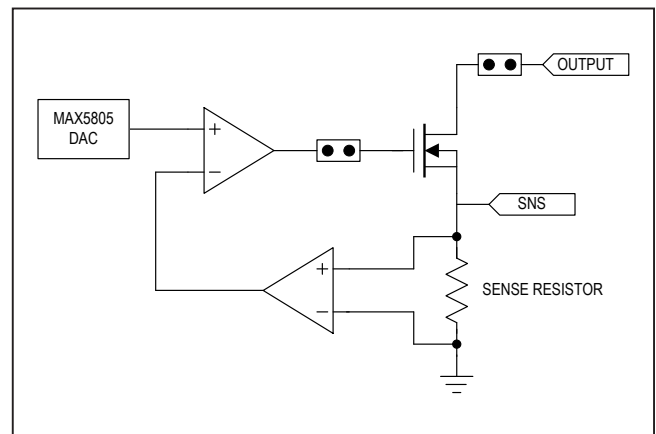 OUTPUT
MAX5805
DAC
+
−
SNS
+
−
SENSE RESISTOR